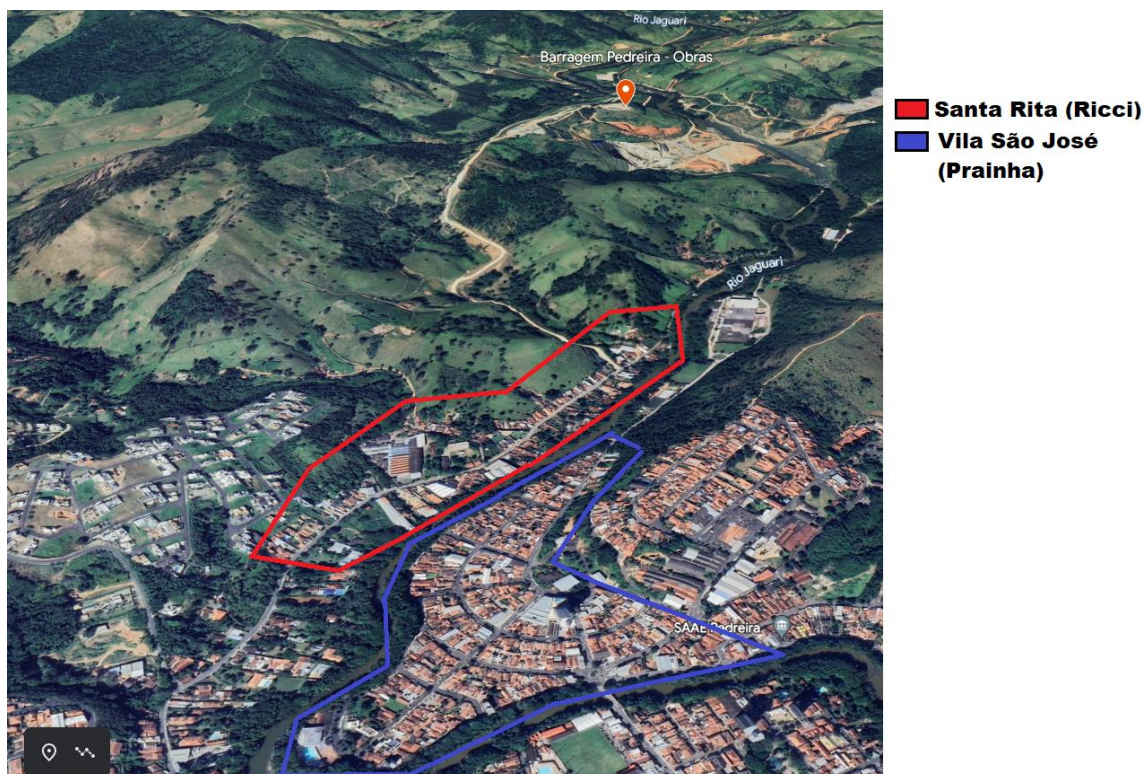 Rio Jaguari
Barragem Pedreira - Obras
Santa Rita (Ricci)
Vila São José
(Prainha)
Rio Jaguari
SAAE Pedreira